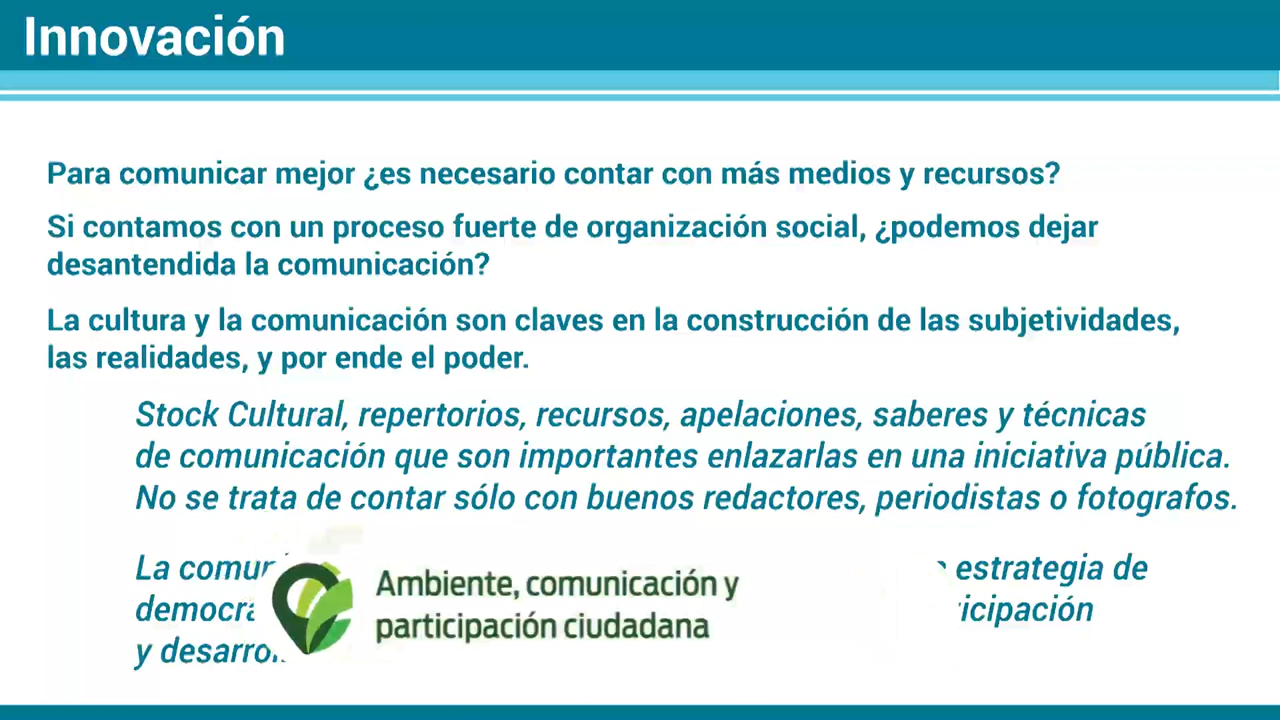 Innovación
Para comunicar mejor ¿es necesario contar con más medios y recursos?
Si contamos con un proceso fuerte de organización social, ¿podemos dejar
desantendida la comunicación?
La cultura y la comunicación son claves en la construcción de las subjetividades,
las realidades, y por ende el poder.
Stock Cultural, repertorios, recursos, apelaciones, saberes y técnicas
de comunicación que son importantes enlazarlas en una iniciativa pública.
No se trata de contar sólo con buenos redactores, periodistas o fotografos.
La estrategia de
y
Ambiente, comunicación y
participación ciudadana